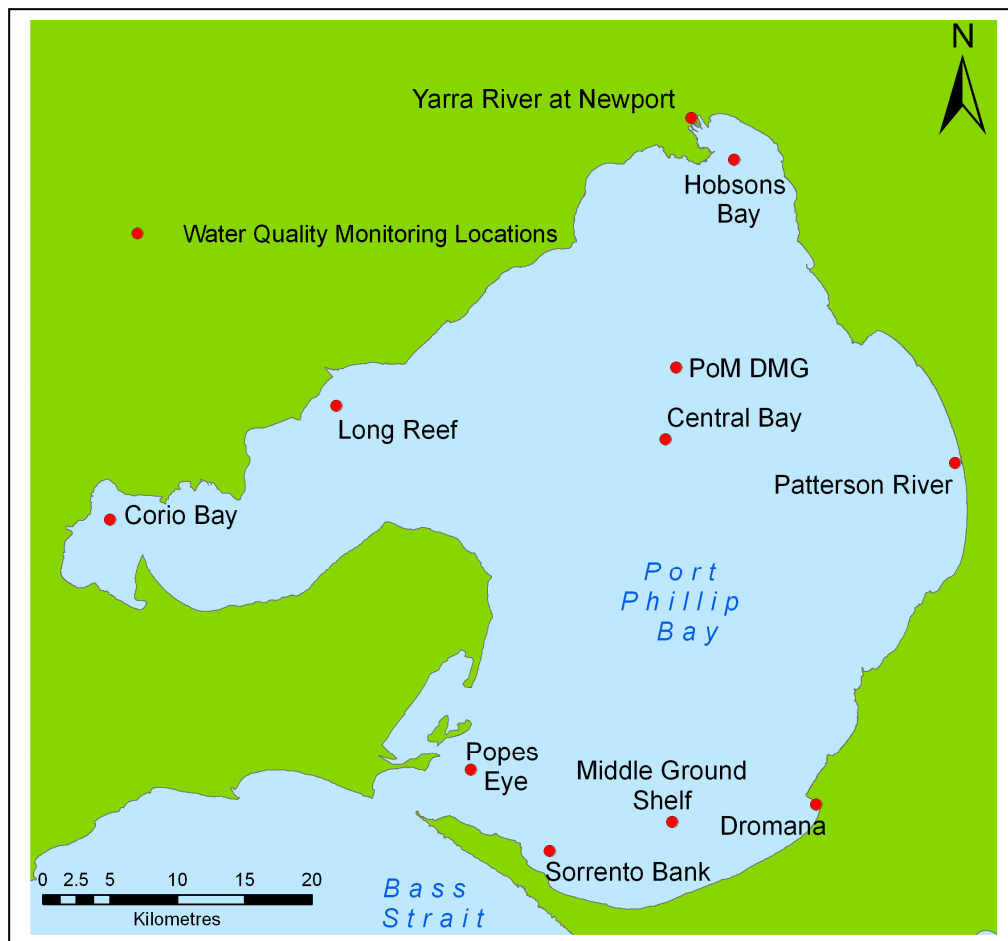 N
Yarra River at Newport
Hobsons
Bay
Water Quality Monitoring Locations
PoM DMG
Central Bay
Long Reef
Patterson River
Corio Bay
Port
Phillip
Bay
Popes
Eye
Middle Ground
Shelf
Dromana
Sorrento Bank
Bass
Strait
0 2.5 5 10 15 20
Kilometres